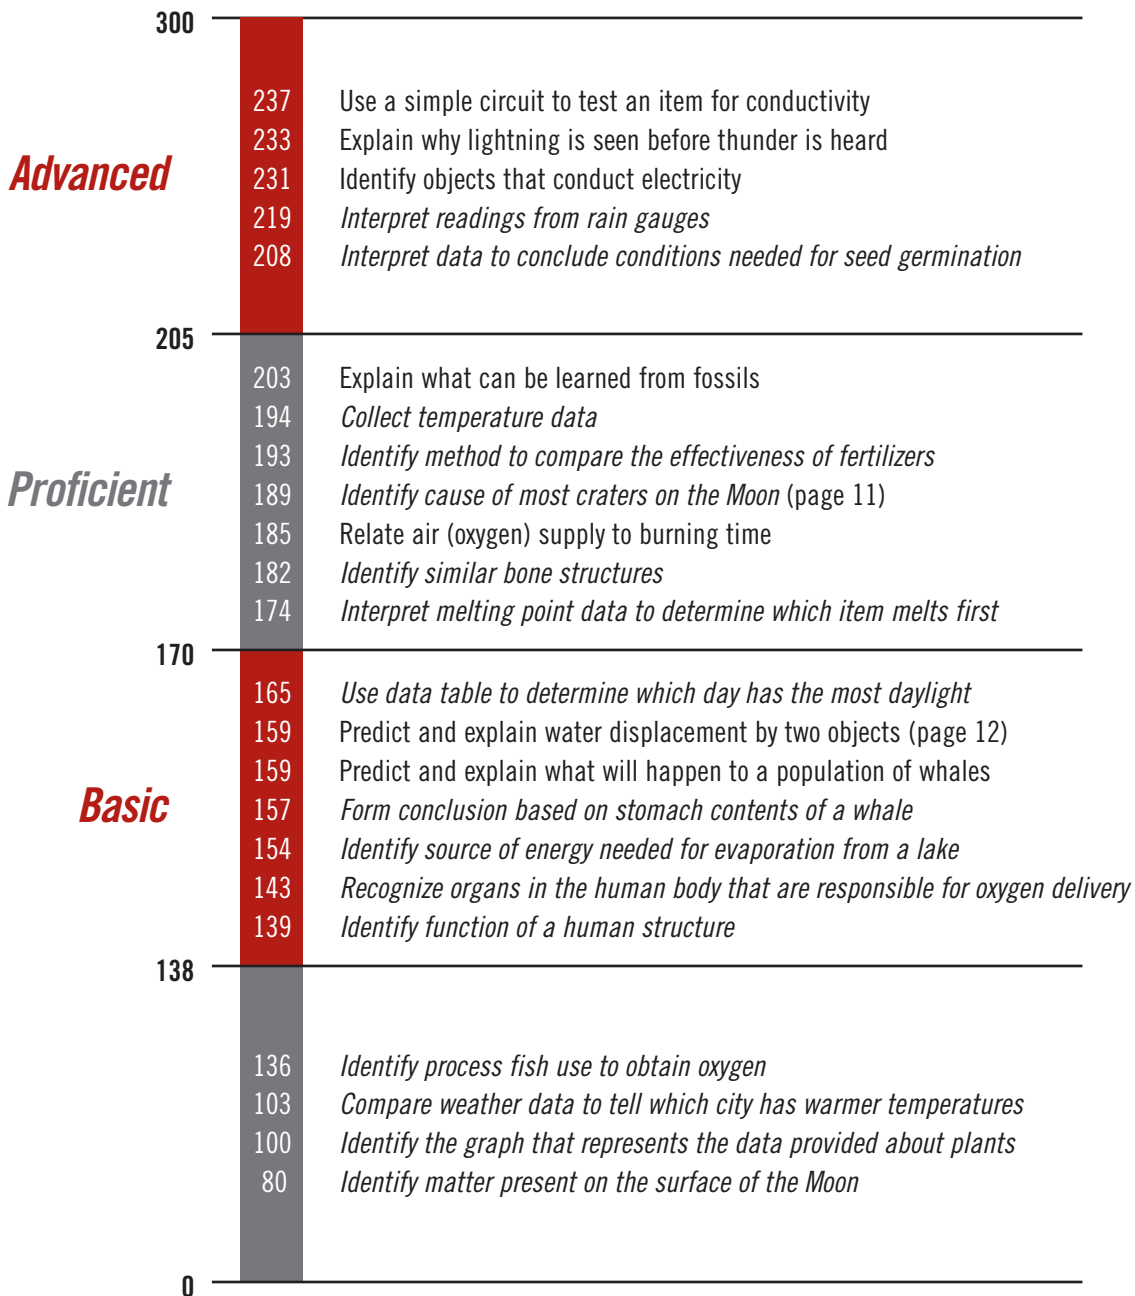 300
237 Use a simple circuit to test an item for conductivity
233 Explain why lightning is seen before thunder is heard
Advanced
231 Identify objects that conduct electricity
219 Interpret readings from rain gauges
208 Interpret data to conclude conditions needed for seed germination
205
203 Explain what can be learned from fossils
194 Collect temperature data
193 Identify method to compare the effectiveness of fertilizers
Proficient
189 Identify cause of most craters on the Moon (page 11)
185 Relate air (oxygen) supply to burning time
182 Identify similar bone structures
174 Interpret melting point data to determine which item melts first
170
165 Use data table to determine which day has the most daylight
159 Predict and explain water displacement by two objects (page 12)
159 Predict and explain what will happen to a population of whales
Basic
157 Form conclusion based on stomach contents of a whale
154 Identify source of energy needed for evaporation from a lake
143 Recognize organs in the human body that are responsible for oxygen delivery
139 Identify function of a human structure
138
136 Identify process fish use to obtain oxygen
103 Compare weather data to tell which city has warmer temperatures
100 Identify the graph that represents the data provided about plants
80 Identify matter present on the surface of the Moon
0